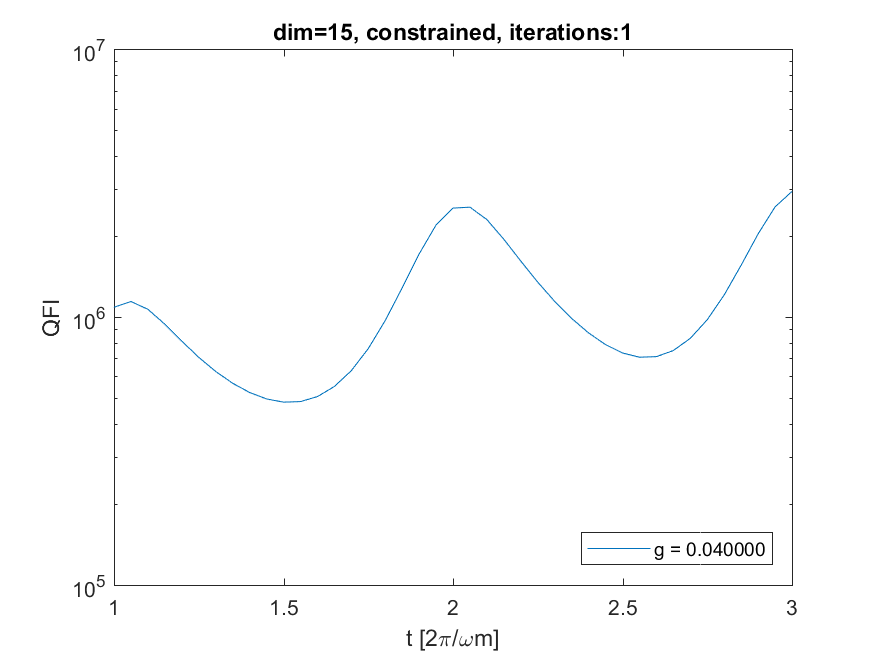 dim=15, constrained, iterations:1
10^7
10^6
10^5
QFI
g = 0.040000
1
1.5
2
2.5
3
t [2π/ωm]